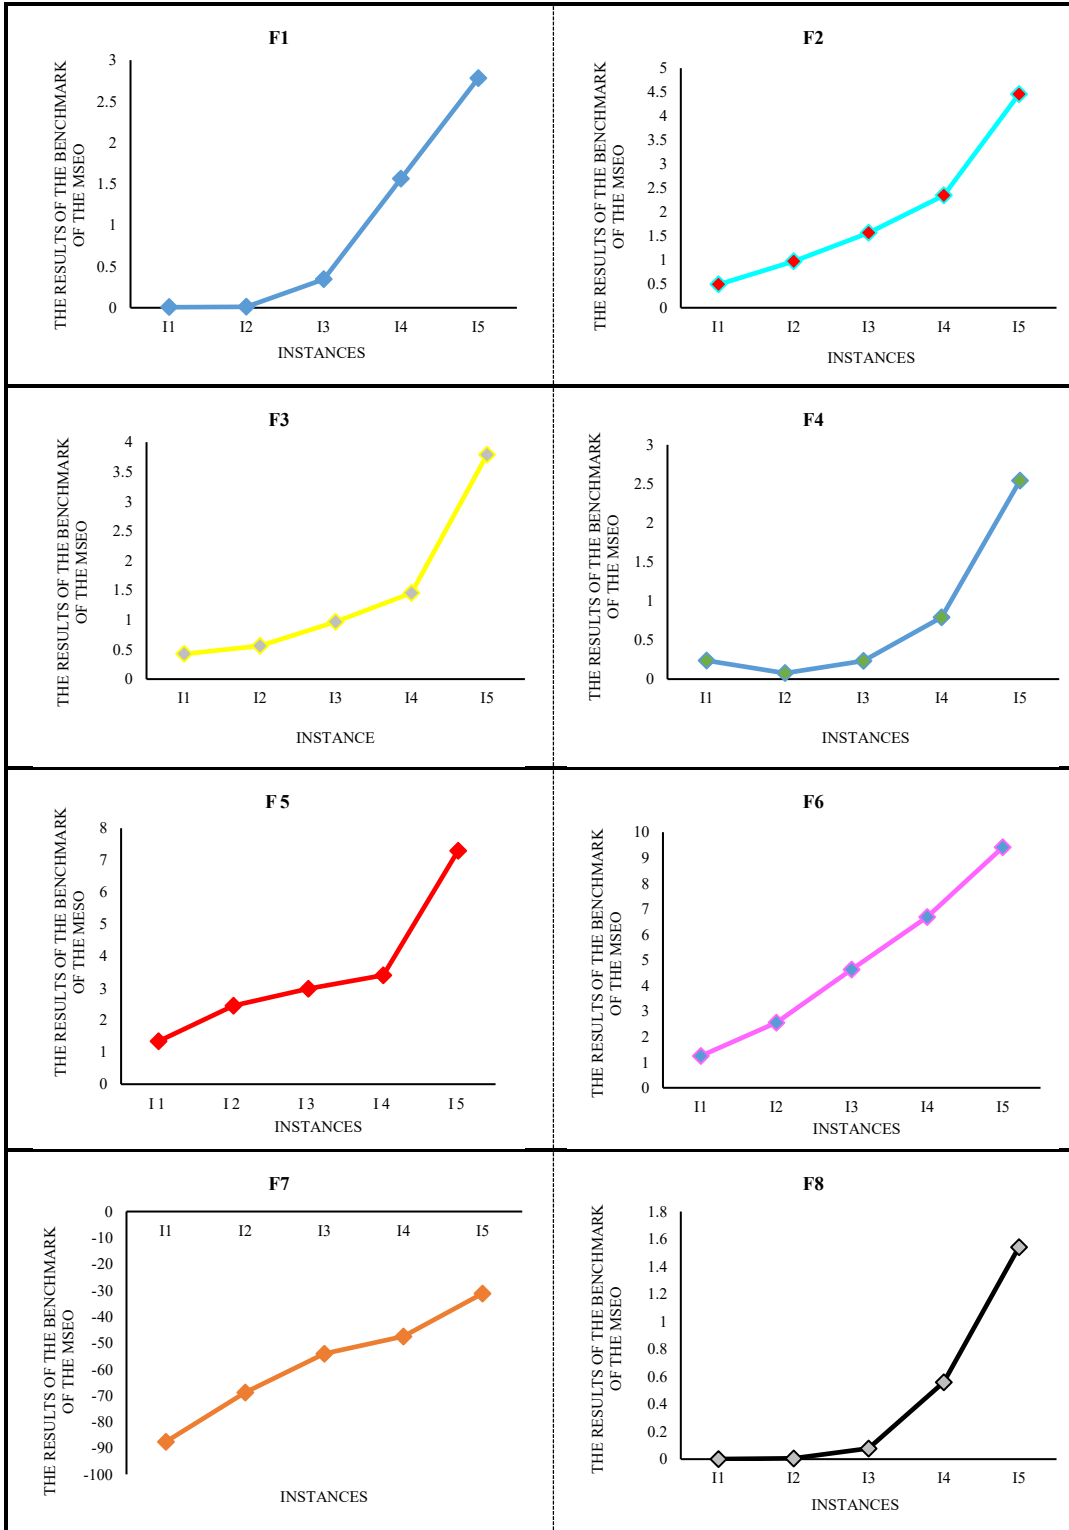 F1
THE RESULTS OF THE BENCHMARK
OF THE MSEO
3
2.5
2
1.5
1
0.5
0
I1 I2 I3 I4 I5
INSTANCES
F2
THE RESULTS OF THE BENCHMARK
OF THE MSEO
5
4.5
4
3.5
3
2.5
2
1.5
1
0.5
0
I1 I2 I3 I4 I5
INSTANCES
F3
THE RESULTS OF THE BENCHMARK
OF THE MSEO
4
3.5
3
2.5
2
1.5
1
0.5
0
I1 I2 I3 I4 I5
INSTANCE
F4
THE RESULTS OF THE BENCHMARK
OF THE MSEO
3
2.5
2
1.5
1
0.5
0
I1 I2 I3 I4 I5
INSTANCES
F5
THE RESULTS OF THE BENCHMARK
OF THE MESO
8
7
6
5
4
3
2
1
0
I1 I2 I3 I4 I5
INSTANCES
F6
THE RESULTS OF THE BENCHMARK
OF THE MSEO
10
9
8
7
6
5
4
3
2
1
0
I1 I2 I3 I4 I5
INSTANCES
F7
THE RESULTS OF THE BENCHMARK
OF THE MSEO
0
-10
-20
-30
-40
-50
-60
-70
-80
-90
-100
I1 I2 I3 I4 I5
INSTANCES
F8
THE RESULTS OF THE BENCHMARK
OF THE MSEO
1.8
1.6
1.4
1.2
1
0.8
0.6
0.4
0.2
0
I1 I2 I3 I4 I5
INSTANCES